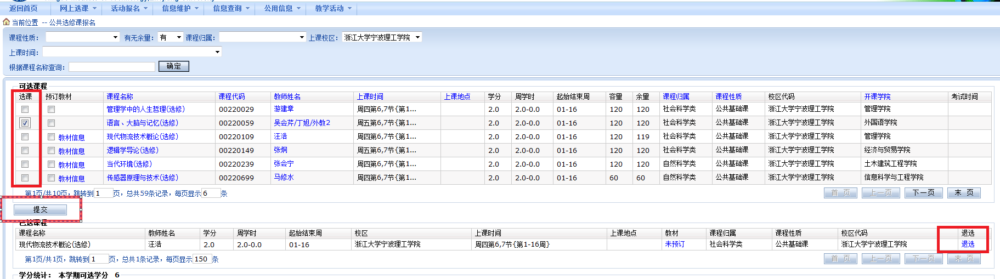 返回首页 网上选课 活动报名 信息维护 信息查询 公用信息 教学活动
当前位置 -- 公共选修课报名
课程性质： 有无余量： 有 课程归属： 上课校区： 浙江大学宁波理工学院
上课时间：
根据课程名称查询： 确定
可选课程
选课 预订教材 课程名称 课程代码 教师姓名 上课时间 上课地点 学分 周学时 起始结束周 容量 余量 课程归属 课程性质 校区代码 开课学院 考试时间
管理学中的人生哲理(选修) 00220029 游建章 周四第6,7节{第1... 2.0 2.0-0.0 01-16 120 120 社会科学类 公共基础课 浙江大学宁波理工学院 管理学院
语言、大脑与记忆(选修) 00220059 吴会芹/丁旭/外教2 周五第6,7节{第1... 2.0 2.0-0.0 01-16 120 120 社会科学类 公共基础课 浙江大学宁波理工学院 外国语学院
教材信息 现代物流技术概论(选修) 00220109 汪浩 周四第6,7节{第1... 2.0 2.0-0.0 01-16 120 119 社会科学类 公共基础课 浙江大学宁波理工学院 管理学院
教材信息 逻辑学导论(选修) 00220149 张炯 周五第6,7节{第1... 2.0 2.0-0.0 01-16 120 120 社会科学类 公共基础课 浙江大学宁波理工学院 经济与贸易学院
教材信息 当代环境(选修) 00220239 张会宁 周四第6,7节{第1... 2.0 2.0-0.0 01-16 120 120 自然科学类 公共基础课 浙江大学宁波理工学院 土木建筑工程学院
教材信息 传感器原理与技术(选修) 00220699 马修水 周四第6,7节{第1... 2.0 2.0-0.0 01-16 60 60 自然科学类 公共基础课 浙江大学宁波理工学院 信息科学与工程学院
第1页/共10页，跳转到 1 页，总共59条记录，每页显示 6 条 首 页 上一页 下一页 末 页
提交
已选课程
课程名称 教师姓名 学分 周学时 起始结束周 校区 上课时间 上课地点 教材 课程归属 课程性质 校区代码 退选
现代物流技术概论(选修) 汪浩 2.0 2.0-0.0 01-16 浙江大学宁波理工学院 周四第6,7节{第1-16周} 未预订 社会科学类 公共基础课 浙江大学宁波理工学院 退选
第1页/共1页，跳转到 1 页，总共1条记录，每页显示 150 条 首 页 上一页 下一页 末 页
学分统计： 本学期可选学分 6